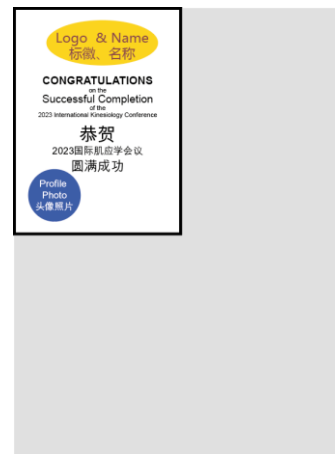 Logo & Name
标徽、名称
CONGRATULATIONS
on the
Successful Completion
of the
2023 International Kinesiology Conference
恭贺
2023国际肌应学会议
圆满成功
Profile
Photo
头像照片